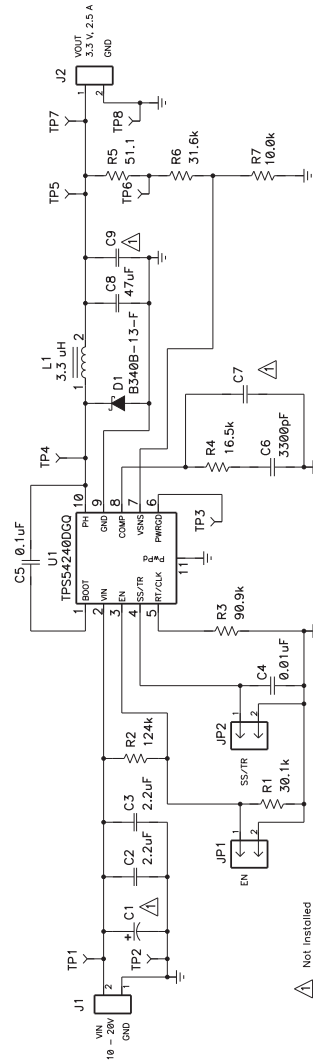 VIN
10 - 20V
GND
J1
2
1
TP1
TP2
C1
+
1
C2
2.2uF
C3
2.2uF
R2
124k
JP1
1
2
EN
R1
30.1k
JP2
1
2
SS/TR
C4
0.01uF
R3
90.9k
C5
0.1uF
U1
TPS54240DGQ
1
BOOT
2
VIN
3
EN
4
SS/TR
5
RT/CLK
10
PH
9
GND
8
COMP
7
VSNS
6
PWRGD
PwPd
11
TP3
TP4
L1
3.3 uH
1
2
D1
B340B-13-F
C8
47uF
C9
1
R4
16.5k
C6
3300pF
C7
1
TP5
R5
51.1
TP6
R6
31.6k
R7
10.0k
TP7
TP8
J2
1
2
VOUT
3.3 V, 2.5 A
GND
1
Not Installed